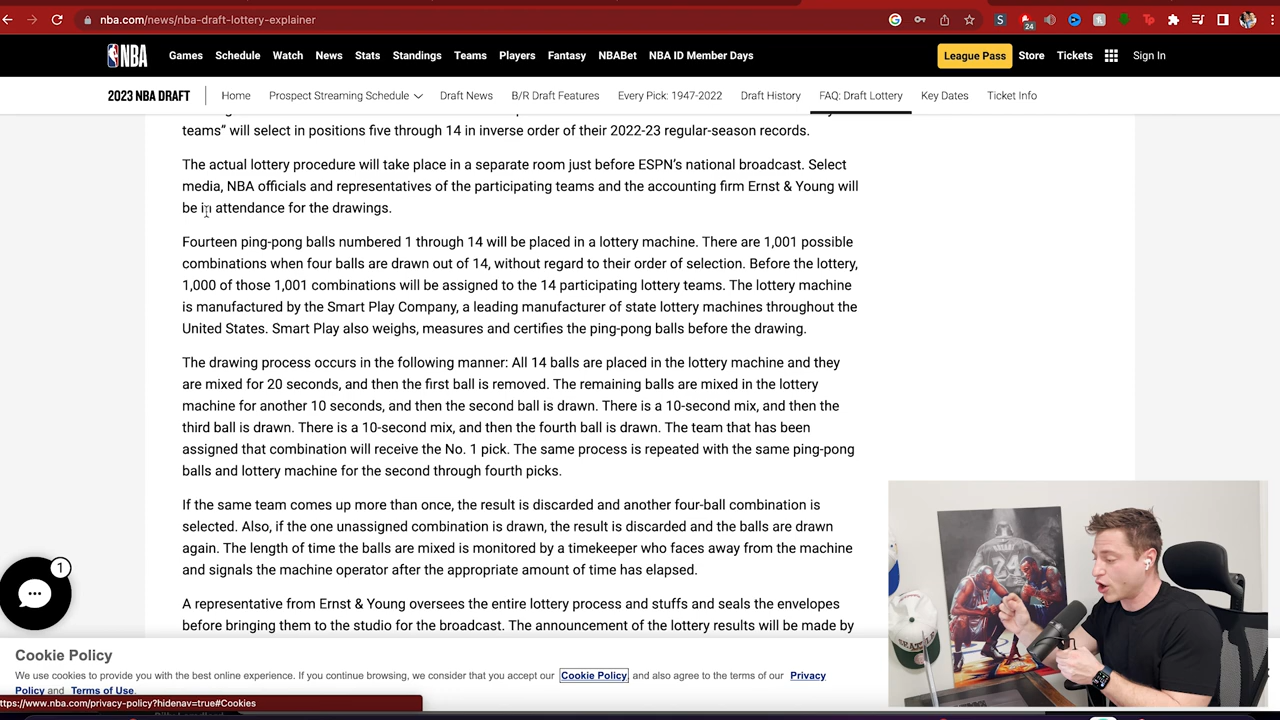 nba.com/news/nba-draft-lottery-explainer
24
NBA Games Schedule Watch News Stats Standings Teams Players Fantasy NBABet NBA ID Member Days League Pass Store Tickets Sign In
2023 NBA DRAFT Home Prospect Streaming Schedule Draft News B/R Draft Features Every Pick: 1947-2022 Draft History FAQ: Draft Lottery Key Dates Ticket Info
teams" will select in positions five through 14 in inverse order of their 2022-23 regular-season records.
The actual lottery procedure will take place in a separate room just before ESPN's national broadcast. Select
media, NBA officials and representatives of the participating teams and the accounting firm Ernst & Young will
be in attendance for the drawings.
Fourteen ping-pong balls numbered 1 through 14 will be placed in a lottery machine. There are 1,001 possible
combinations when four balls are drawn out of 14, without regard to their order of selection. Before the lottery,
1,000 of those 1,001 combinations will be assigned to the 14 participating lottery teams. The lottery machine
is manufactured by the Smart Play Company, a leading manufacturer of state lottery machines throughout the
United States. Smart Play also weighs, measures and certifies the ping-pong balls before the drawing.
The drawing process occurs in the following manner: All 14 balls are placed in the lottery machine and they
are mixed for 20 seconds, and then the first ball is removed. The remaining balls are mixed in the lottery
machine for another 10 seconds, and then the second ball is drawn. There is a 10-second mix, and then the
third ball is drawn. There is a 10-second mix, and then the fourth ball is drawn. The team that has been
assigned that combination will receive the No. 1 pick. The same process is repeated with the same ping-pong
balls and lottery machine for the second through fourth picks.
If the same team comes up more than once, the result is discarded and another four-ball combination is
selected. Also, if the one unassigned combination is drawn, the result is discarded and the balls are drawn
again. The length of time the balls are mixed is monitored by a timekeeper who faces away from the machine
and signals the machine operator after the appropriate amount of time has elapsed.
24
1
A representative from Ernst & Young oversees the entire lottery process and stuffs and seals the envelopes
before bringing them to the studio for the broadcast. The announcement of the lottery results will be made by
Cookie Policy
We use cookies to provide you with the best online experience. If you continue browsing, we consider that you accept our Cookie Policy and also agree to the terms of our Privacy
Policy and Terms of Use.
ttps://www.nba.com/privacy-policy?hidenav=true#Cookies